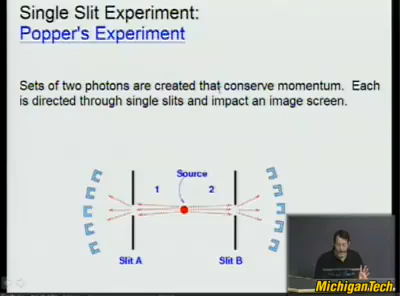 Single Slit Experiment:
Popper's Experiment
Sets of two photons are created that conserve momentum. Each
is directed through single slits and impact an image screen.
Source
1 2
Slit A Slit B
MichiganTech.